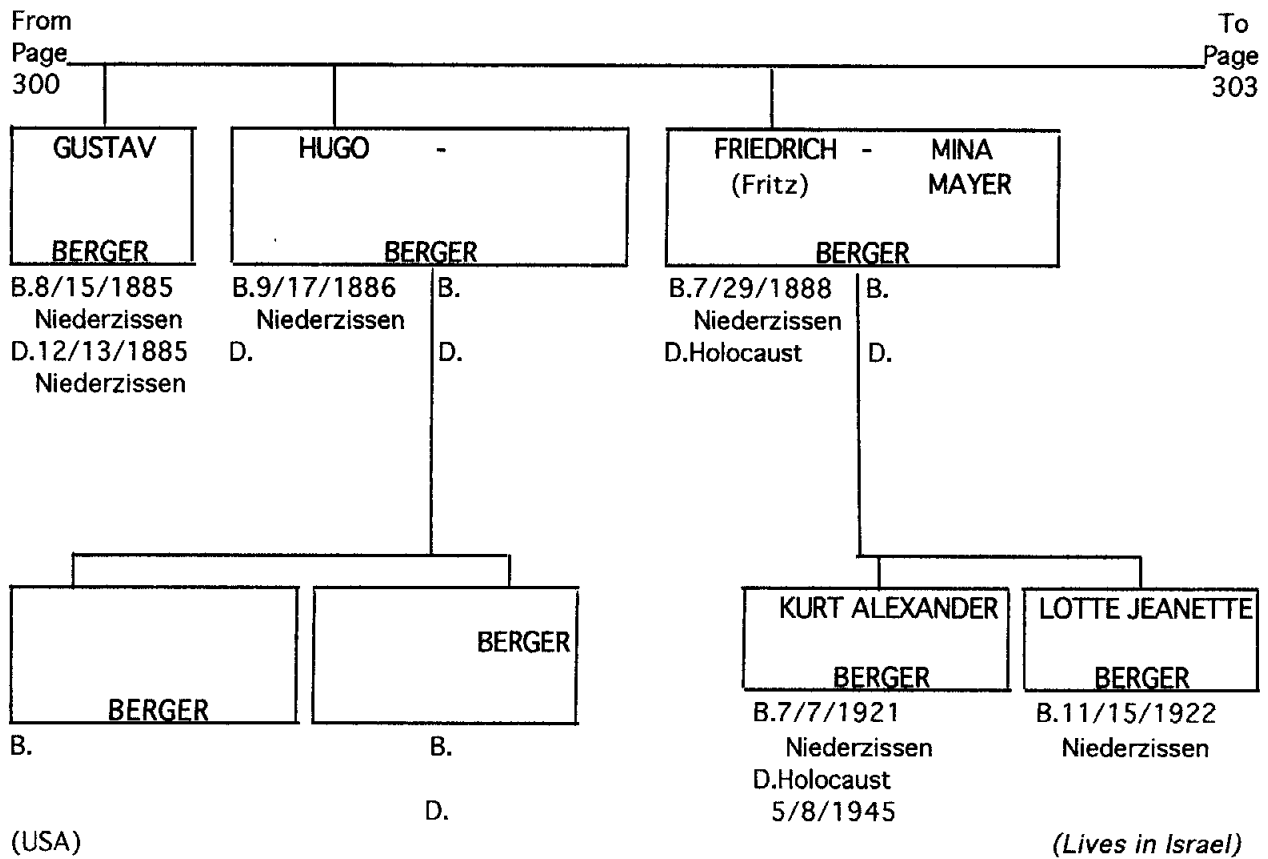 From
Page
300
To
Page
303
GUSTAV
BERGER
B.8/15/1885
Niederzissen
D.12/13/1885
Niederzissen
HUGO -
BERGER
B.9/17/1886
Niederzissen
D.
B.
D.
FRIEDRICH - MINA
(Fritz) MAYER
BERGER
B.7/29/1888
Niederzissen
D.Holocaust
B.
D.
BERGER
B.
(USA)
BERGER
B.
D.
KURT ALEXANDER
BERGER
B.7/7/1921
Niederzissen
D.Holocaust
5/8/1945
LOTTE JEANETTE
BERGER
B.11/15/1922
Niederzissen
(Lives in Israel)